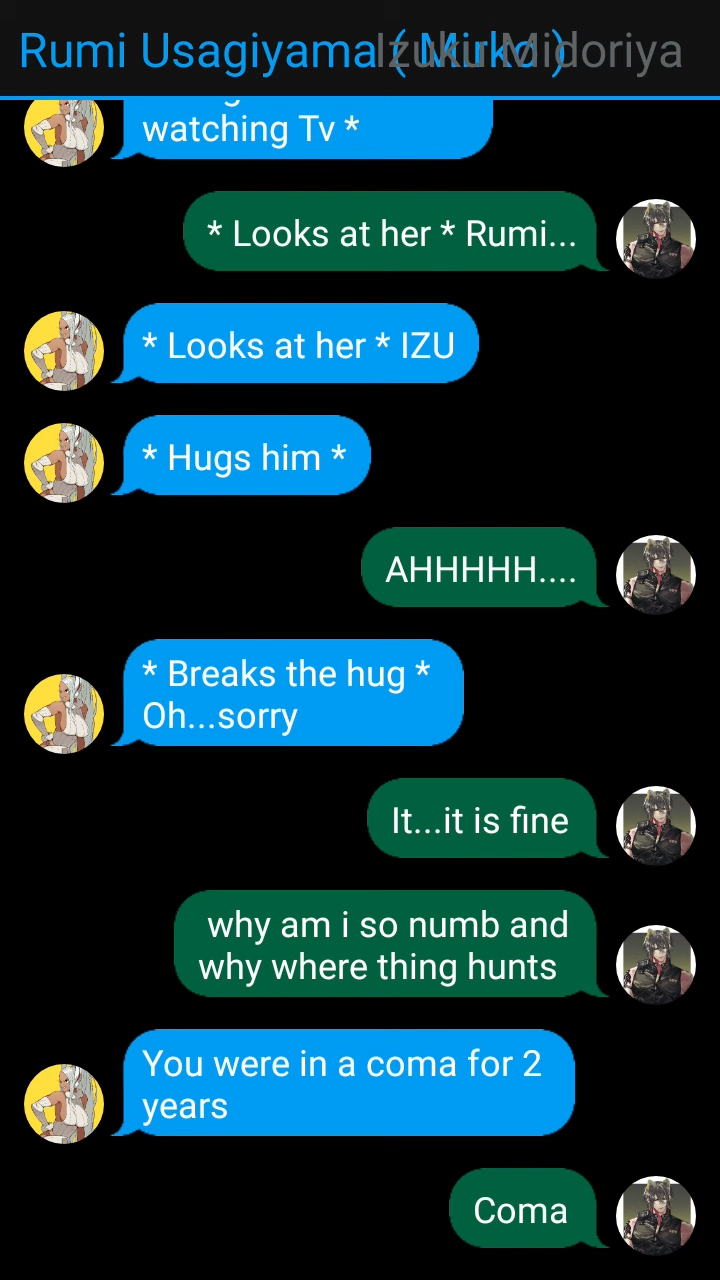 Rumi Usagiyama ( Mirko )
Izuku Midoriya
watching Tv *
* Looks at her * Rumi...
* Looks at her * IZU
* Hugs him *
AHHHHH....
* Breaks the hug *
Oh...sorry
It...it is fine
why am i so numb and
why where thing hunts
You were in a coma for 2
years
Coma